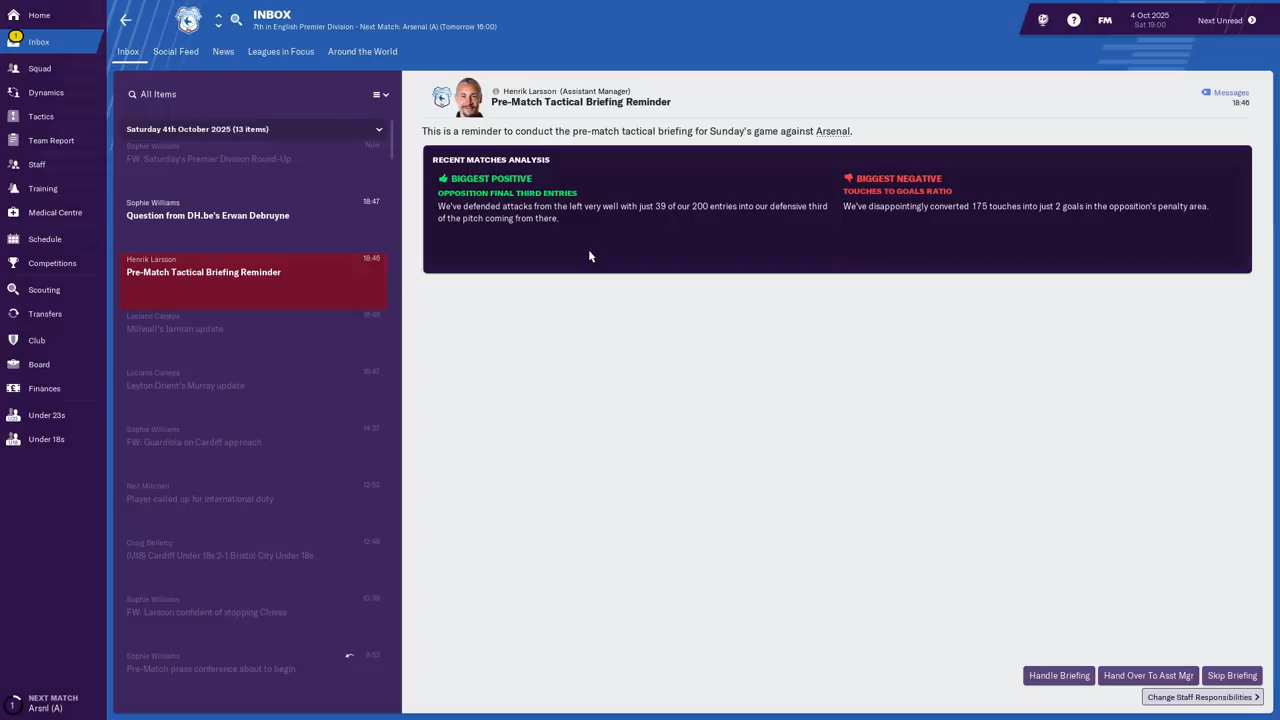 INBOX
7th in English Premier Division - Next Match: Arsenal (A) (Tomorrow 16:00)
FM
4 Oct 2025
Sat 19:00
Next Unread
Home
1
Inbox
Squad
Dynamics
Tactics
Team Report
Staff
Training
Medical Centre
Schedule
Competitions
Scouting
Transfers
Club
Board
Finances
Under 23s
Under 18s
1
NEXT MATCH
Arsnl (A)
Inbox
Social Feed
News
Leagues in Focus
Around the World
All Items
Saturday 4th October 2025 (13 items)
Sophie Williams
Now
FW: Saturday's Premier Division Round-Up
Sophie Williams
18:47
Question from DH.be's Erwan Debruyne
Henrik Larsson
18:46
Pre-Match Tactical Briefing Reminder
Luciano Canepa
Millwall's Jarman update
Luciano Canepa
16:47
Leyton Orient's Murray update
Sophie Williams
14:37
FW: Guardiola on Cardiff approach
Neil Mitchell
12:52
Player called up for international duty
Craig Bellamy
12:48
(U18) Cardiff Under 18s 2-1 Bristol City Under 18s
Sophie Williams
10:39
FW: Larsson confident of stopping Chiesa
Sophie Williams
9:53
Pre-Match press conference about to begin
Henrik Larsson (Assistant Manager)
Pre-Match Tactical Briefing Reminder
Messages
18:46
This is a reminder to conduct the pre-match tactical briefing for Sunday's game against Arsenal.
RECENT MATCHES ANALYSIS
BIGGEST POSITIVE
OPPOSITION FINAL THIRD ENTRIES
We've defended attacks from the left very well with just 39 of our 200 entries into our defensive third
of the pitch coming from there.
BIGGEST NEGATIVE
TOUCHES TO GOALS RATIO
We've disappointingly converted 175 touches into just 2 goals in the opposition's penalty area.
Handle Briefing
Hand Over To Asst Mgr
Skip Briefing
Change Staff Responsibilities